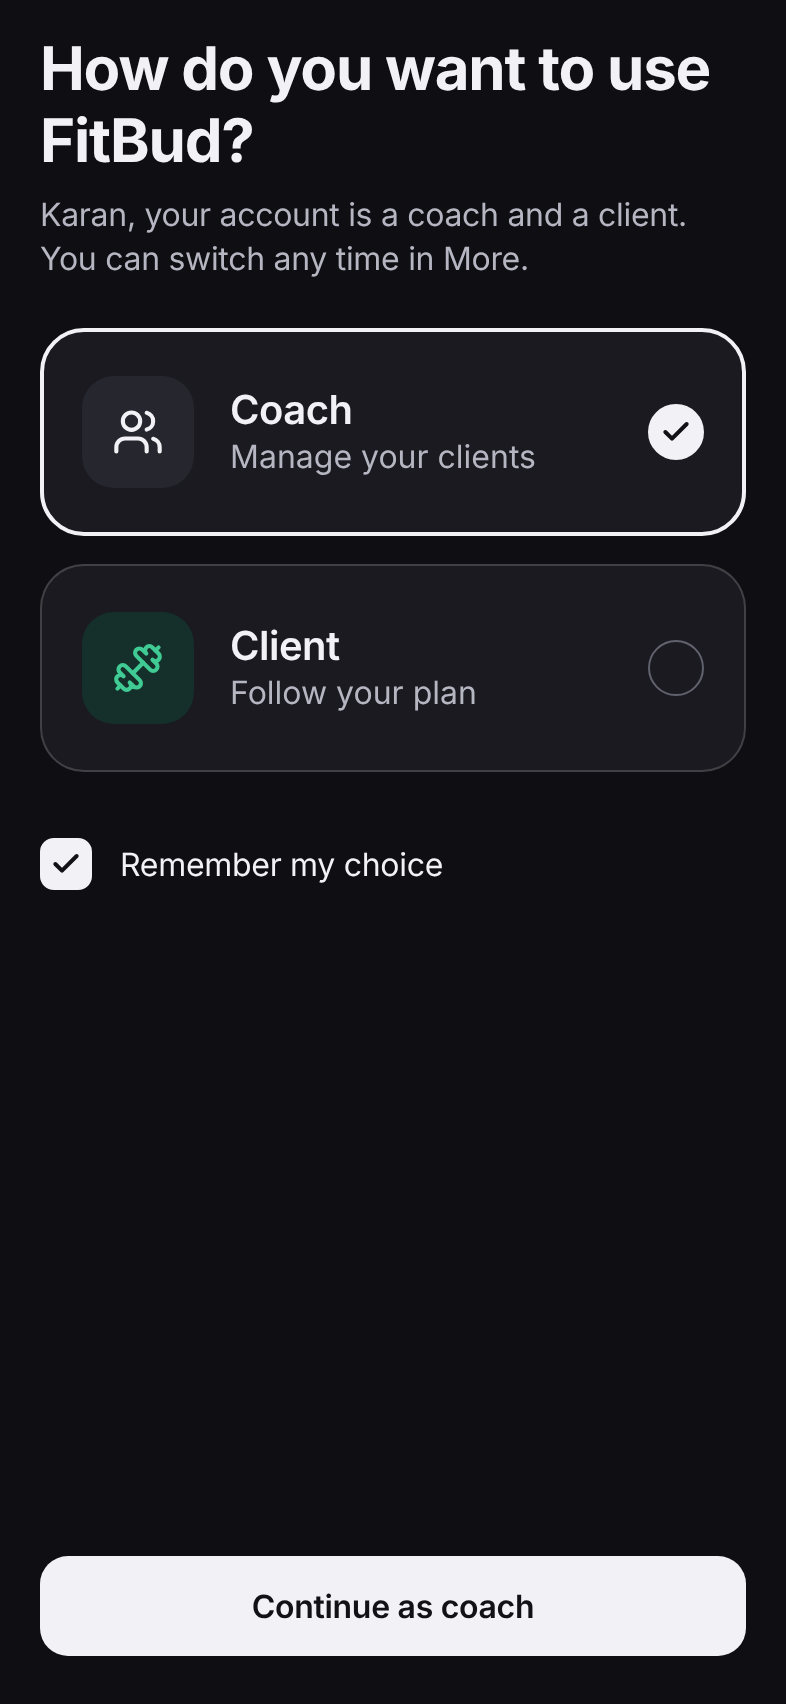 How do you want to use
FitBud?
Karan, your account is a coach and a client.
You can switch any time in More.
Coach
Manage your clients
Client
Follow your plan
Remember my choice
Continue as coach